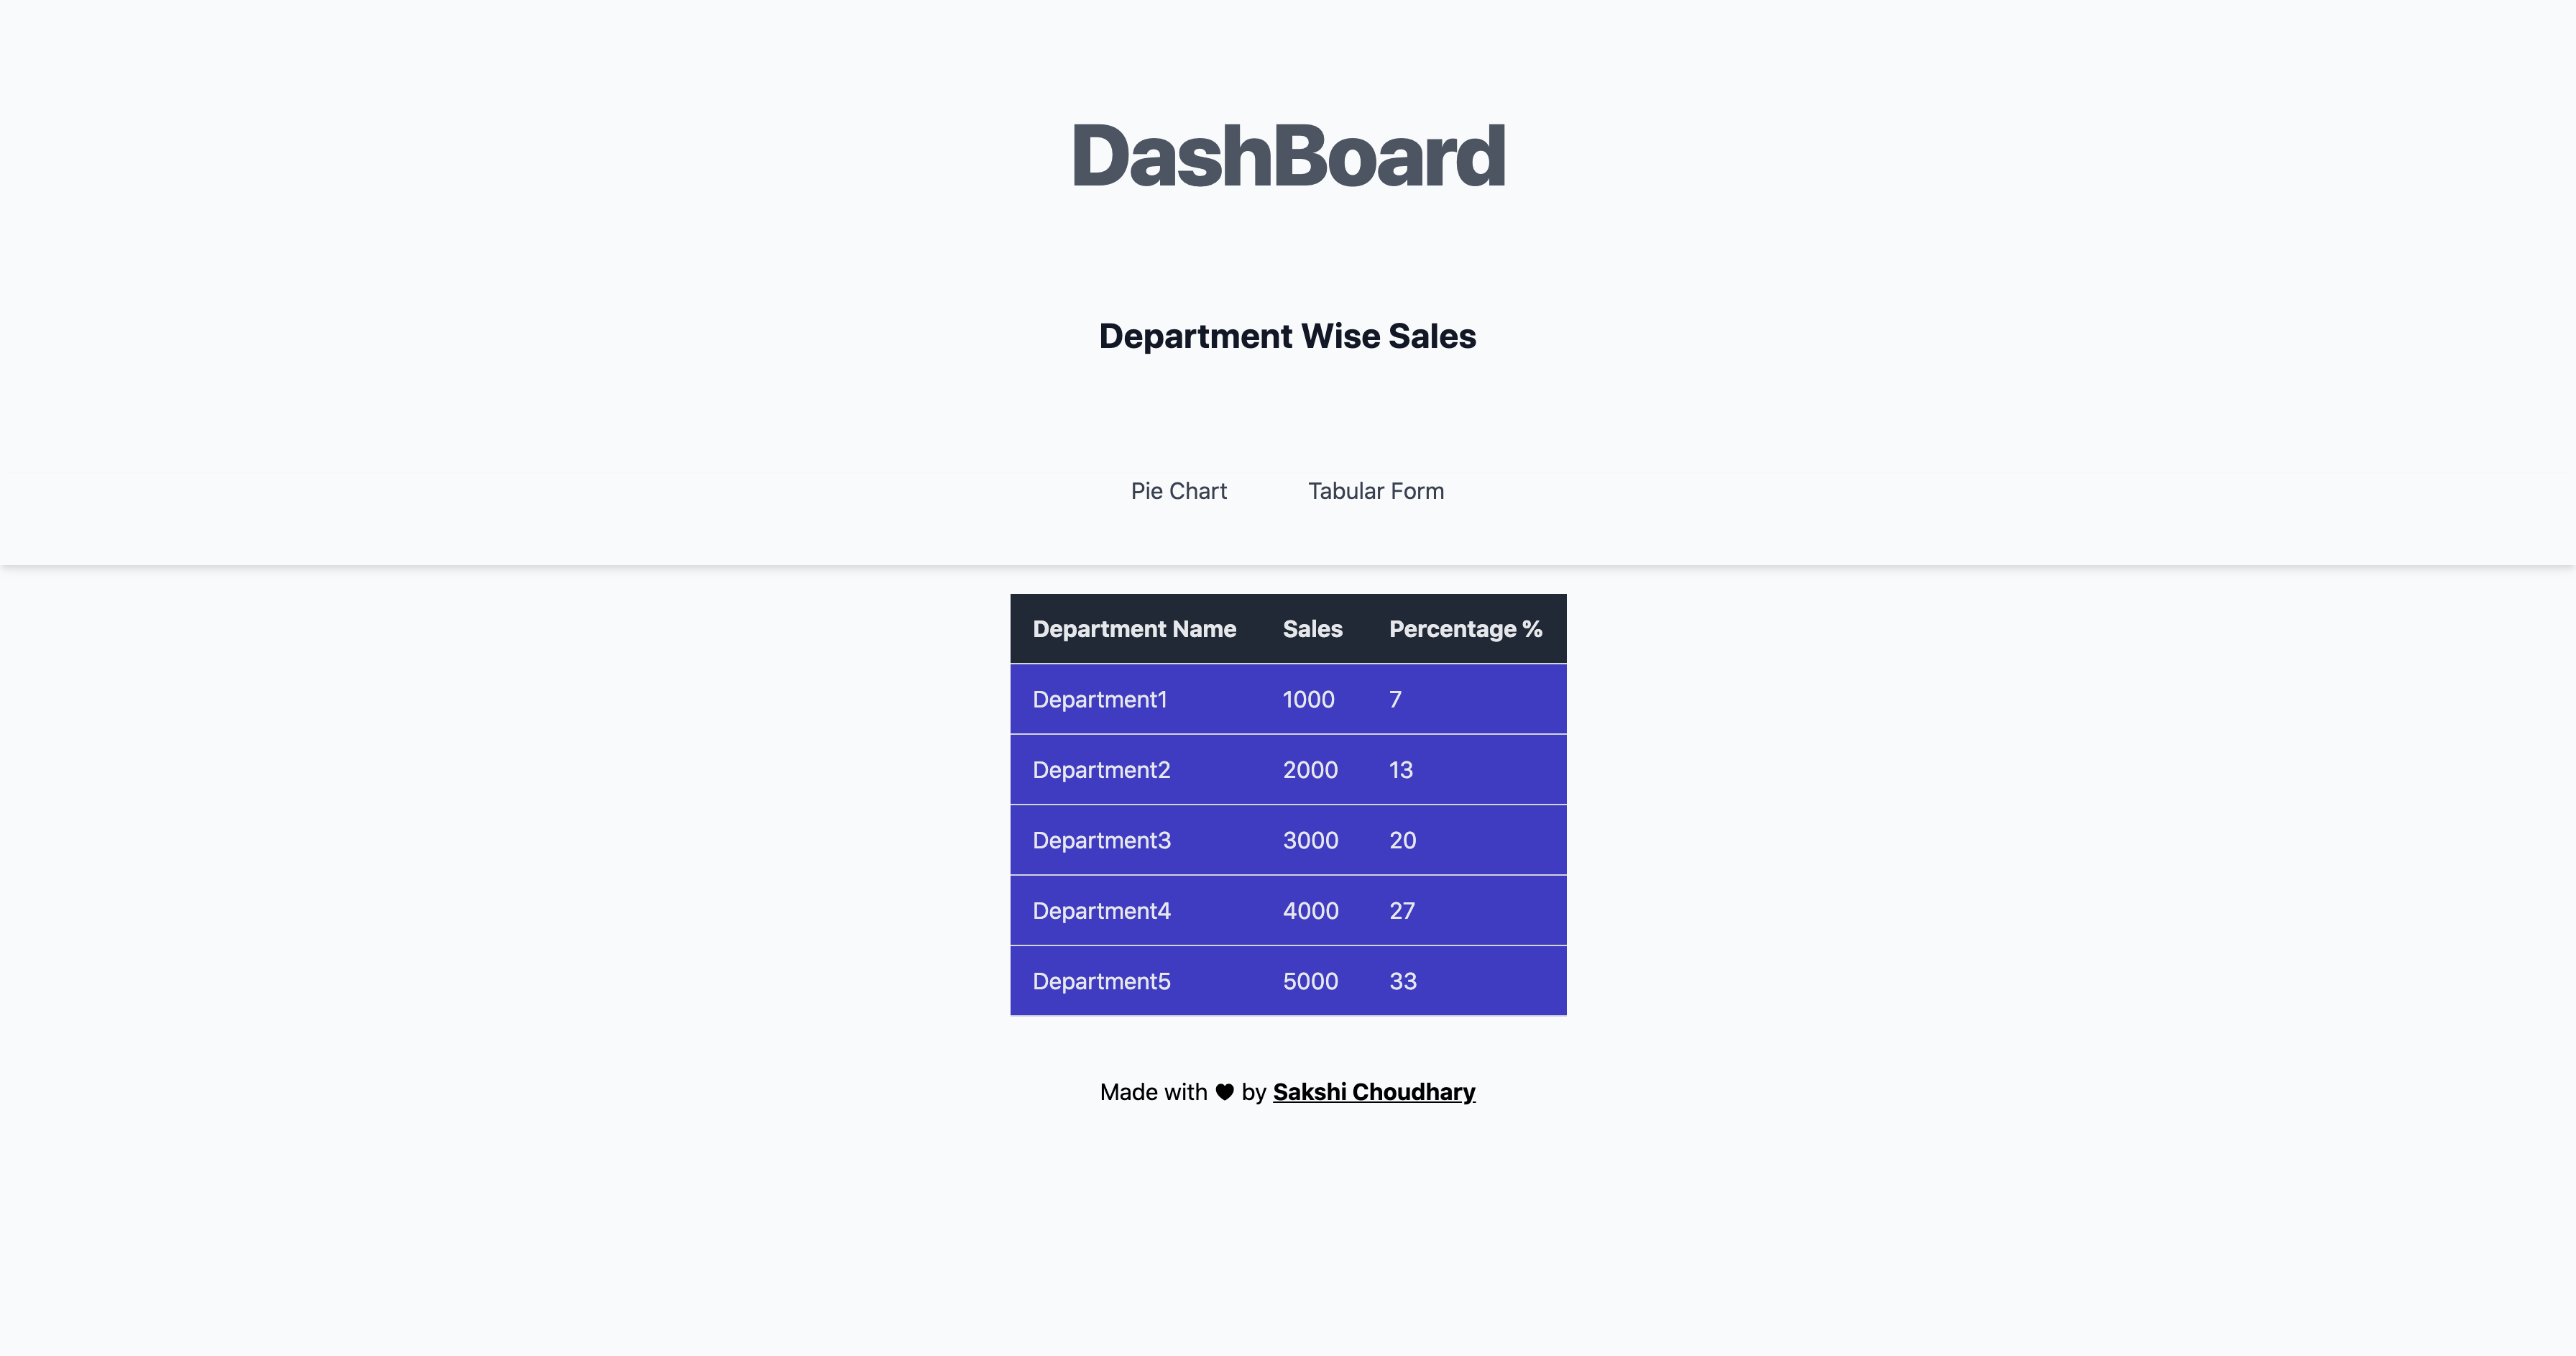 DashBoard
Department Wise Sales
Pie Chart Tabular Form
Department Name Sales Percentage %
Department1 1000 7
Department2 2000 13
Department3 3000 20
Department4 4000 27
Department5 5000 33
Made with ♥ by Sakshi Choudhary